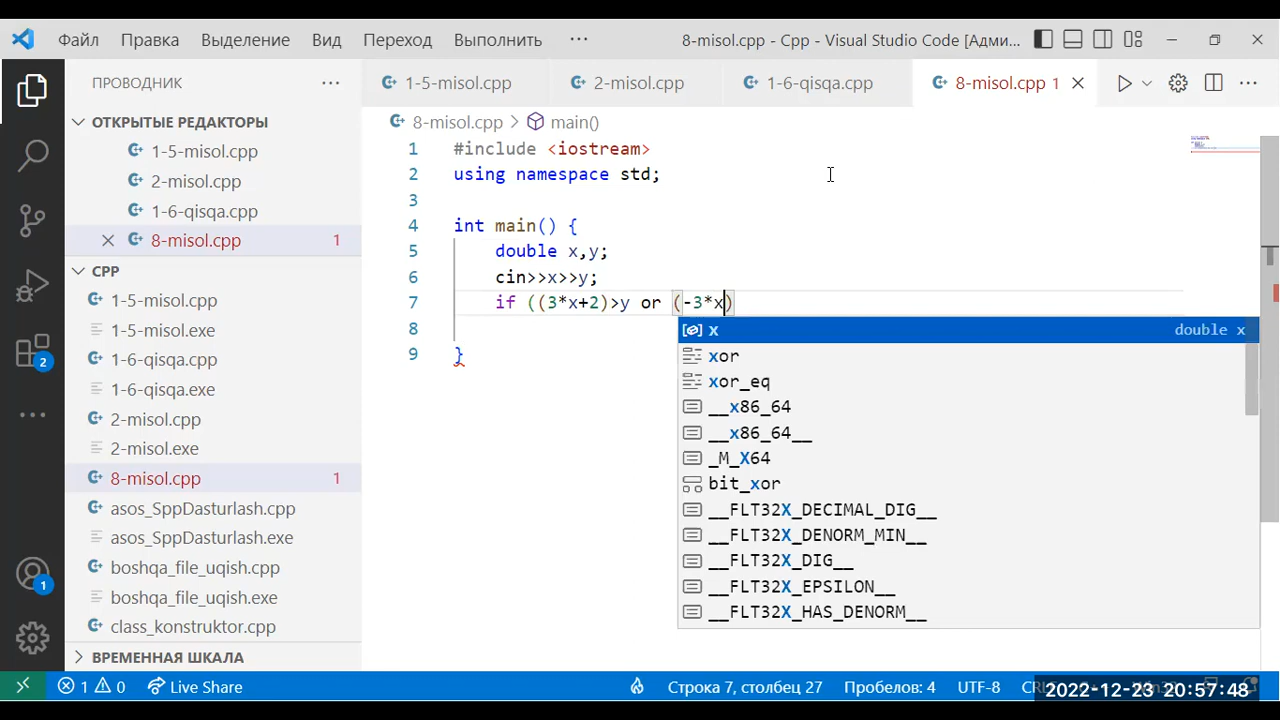 Файл Правка Выделение Вид Переход Выполнить ··· 8-misol.cpp - Cpp - Visual Studio Code [Адми...
ПРОВОДНИК ···
1-5-misol.cpp 2-misol.cpp 1-6-qisqa.cpp 8-misol.cpp 1
ОТКРЫТЫЕ РЕДАКТОРЫ
1-5-misol.cpp
2-misol.cpp
1-6-qisqa.cpp
8-misol.cpp 1
CPP
1-5-misol.cpp
1-5-misol.exe
1-6-qisqa.cpp
1-6-qisqa.exe
2-misol.cpp
2-misol.exe
8-misol.cpp 1
asos_SppDasturlash.cpp
asos_SppDasturlash.exe
boshqa_file_uqish.cpp
boshqa_file_uqish.exe
class_konstruktor.cpp
ВРЕМЕННАЯ ШКАЛА
2
1
8-misol.cpp > main()
1 #include <iostream>
2 using namespace std;
3
4 int main() {
5 double x,y;
6 cin>>x>>y;
7 if ((3*x+2)>y or (-3*x)
8
9 }
x double x
xor
xor_eq
__x86_64
__x86_64__
_M_X64
bit_xor
__FLT32X_DECIMAL_DIG__
__FLT32X_DENORM_MIN__
__FLT32X_DIG__
__FLT32X_EPSILON__
__FLT32X_HAS_DENORM__
1 0 Live Share Строка 7, столбец 27 Пробелов: 4 UTF-8
2022-12-23 20:57:48